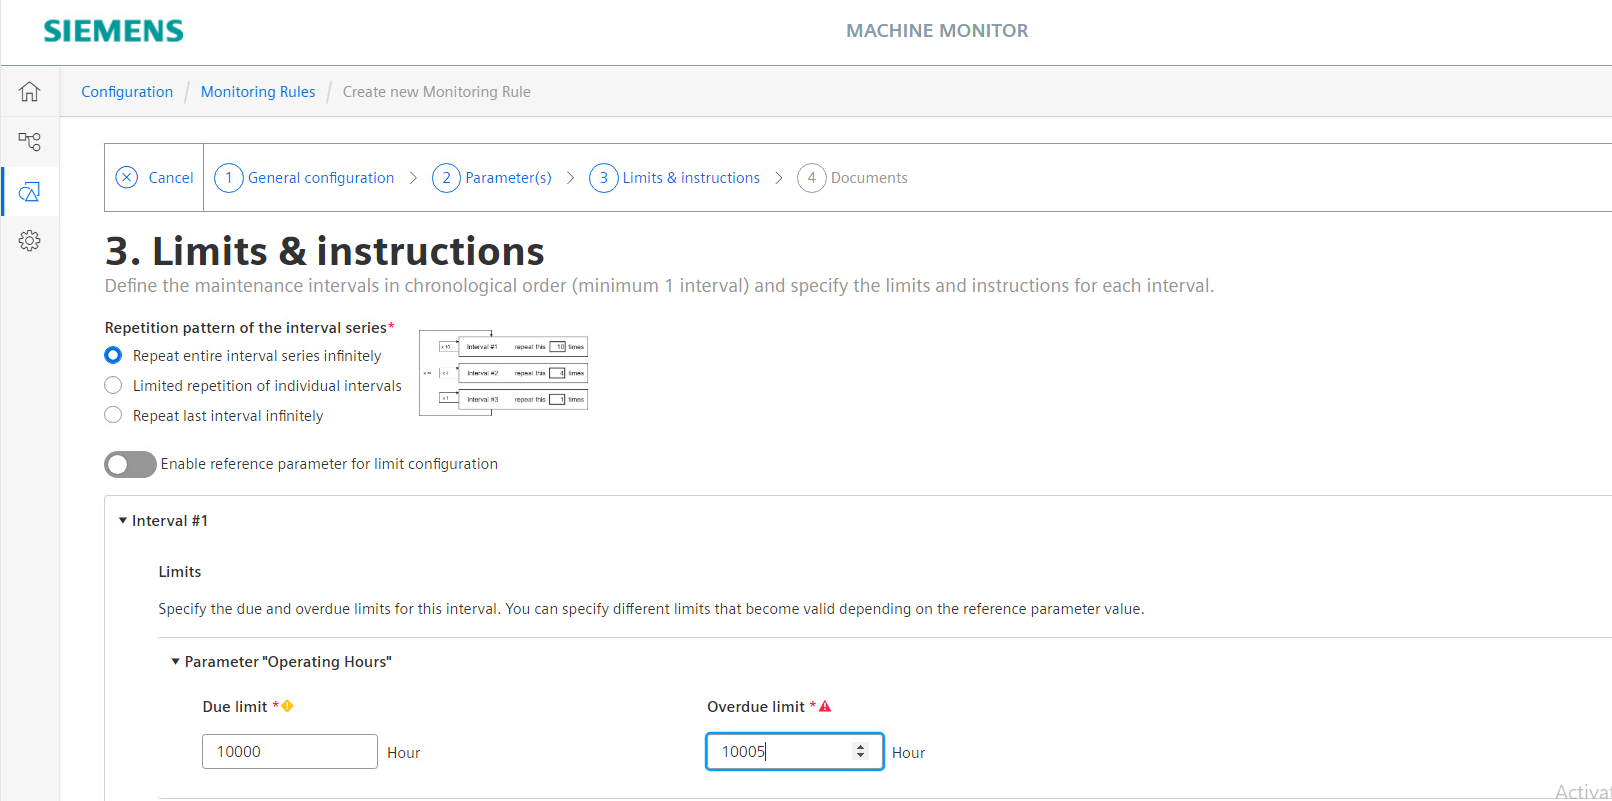 SIEMENS
MACHINE MONITOR
Configuration / Monitoring Rules / Create new Monitoring Rule
Cancel 1 General configuration > 2 Parameter(s) > 3 Limits & instructions > 4 Documents
3. Limits & instructions
Define the maintenance intervals in chronological order (minimum 1 interval) and specify the limits and instructions for each interval.
Repetition pattern of the interval series*
Repeat entire interval series infinitely
Limited repetition of individual intervals
Repeat last interval infinitely
x 10 Interval #1 repeat this 10 times
Interval #2 repeat this 4 times
x 1 Interval #3 repeat this 1 times
Enable reference parameter for limit configuration
Interval #1
Limits
Specify the due and overdue limits for this interval. You can specify different limits that become valid depending on the reference parameter value.
Parameter "Operating Hours"
Due limit * Overdue limit *
10000 Hour 10005 Hour
Activat